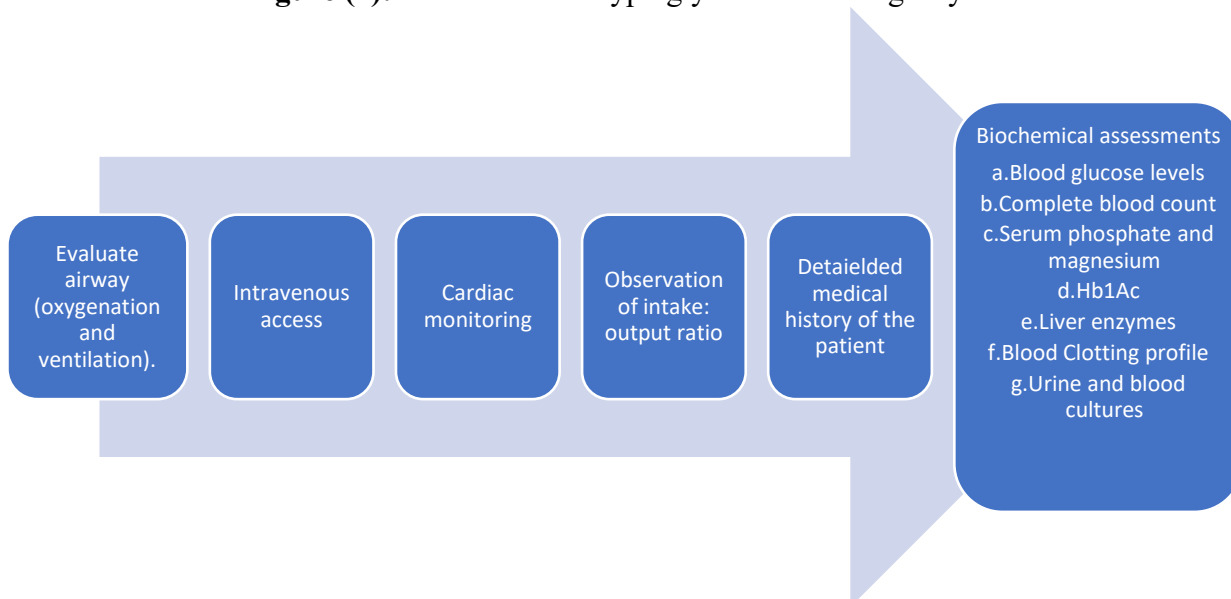 Evaluate
airway
(oxygenation
and
ventilation).
Intravenous
access
Cardiac
monitoring
Observation
of intake:
output ratio
Detaielded
medical
history of the
patient
Biochemical assessments
a.Blood glucose levels
b.Complete blood count
c.Serum phosphate and
magnesium
d.Hb1Ac
e.Liver enzymes
f.Blood Clotting profile
g.Urine and blood
cultures